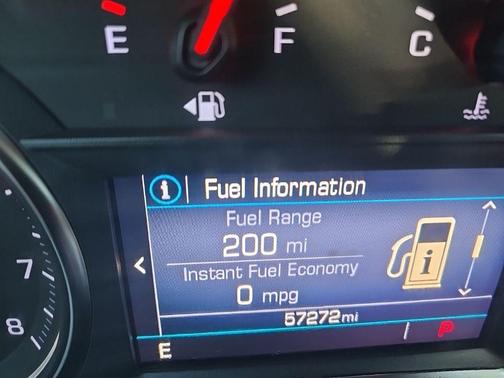 E F C
Fuel Information
Fuel Range
200 mi
Instant Fuel Economy
0 mpg
57272mi
P
E
7
8